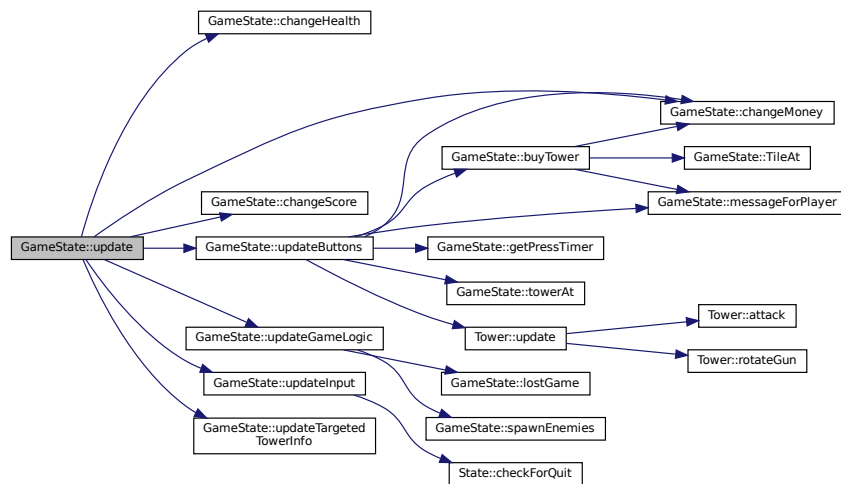 GameState::changeHealth
GameState::changeMoney
GameState::buyTower
GameState::TileAt
GameState::changeScore
GameState::messageForPlayer
GameState::update
GameState::updateButtons
GameState::getPressTimer
GameState::towerAt
Tower::attack
GameState::updateGameLogic
Tower::update
Tower::rotateGun
GameState::updateInput
GameState::lostGame
GameState::updateTargeted
TowerInfo
GameState::spawnEnemies
State::checkForQuit